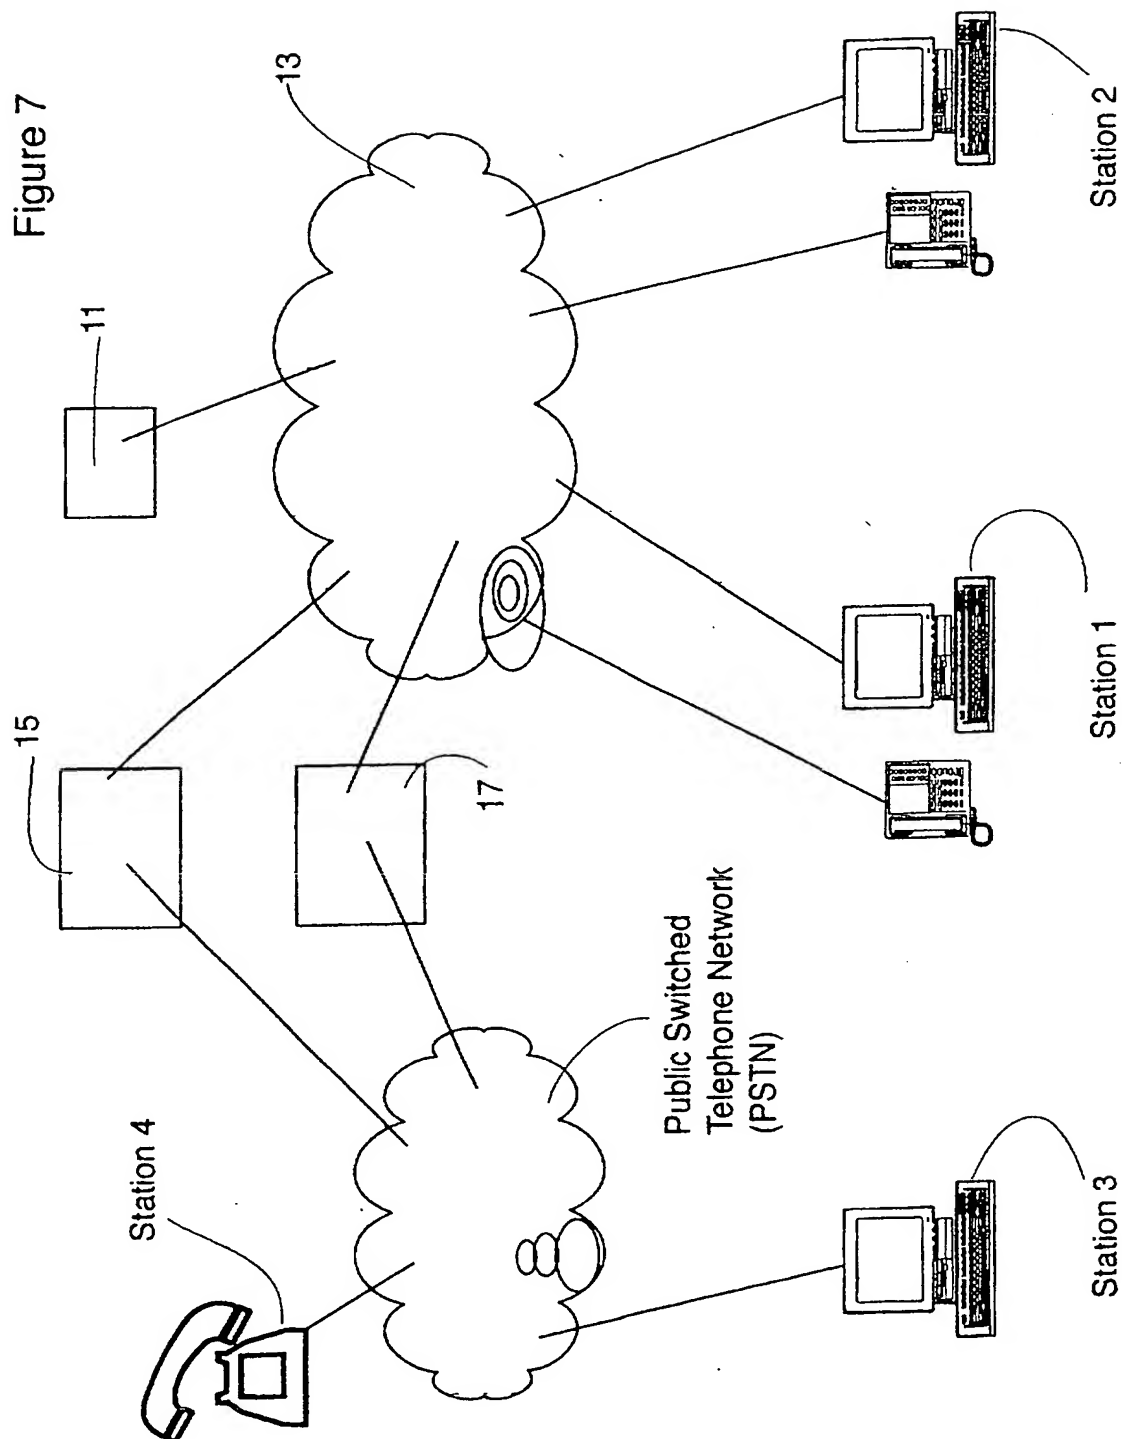 Figure 7
13
11
15
17
Station 4
Public Switched
Telephone Network
(PSTN)
Station 3
Station 1
Station 2